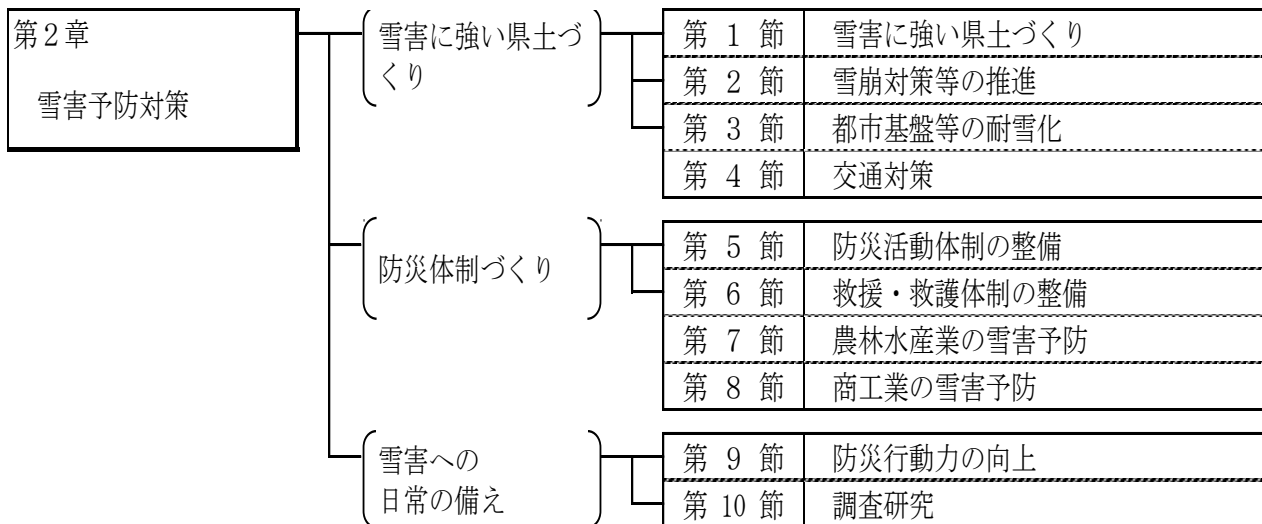 第2章
雪害予防対策
雪害に強い県土づ
くり
第 1 節 雪害に強い県土づくり
第 2 節 雪崩対策等の推進
第 3 節 都市基盤等の耐雪化
第 4 節 交通対策
防災体制づくり
第 5 節 防災活動体制の整備
第 6 節 救援・救護体制の整備
第 7 節 農林水産業の雪害予防
第 8 節 商工業の雪害予防
雪害への
日常の備え
第 9 節 防災行動力の向上
第 10 節 調査研究